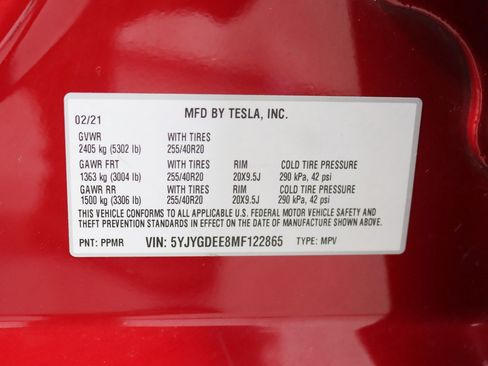 02/21 MFD BY TESLA, INC.
GVWR WITH TIRES
2405 kg (5302 lb) 255/40R20
GAWR FRT WITH TIRES RIM COLD TIRE PRESSURE
1363 kg (3004 lb) 255/40R20 20X9.5J 290 kPa, 42 psi
GAWR RR WITH TIRES RIM COLD TIRE PRESSURE
1500 kg (3306 lb) 255/40R20 20X9.5J 290 kPa, 42 psi
THIS VEHICLE CONFORMS TO ALL APPLICABLE U.S. FEDERAL MOTOR VEHICLE SAFETY AND
THEFT PREVENTION STANDARDS IN EFFECT ON THE DATE OF MANUFACTURE SHOWN ABOVE.
PNT: PPMR VIN: 5YJYGDEE8MF122865 TYPE: MPV